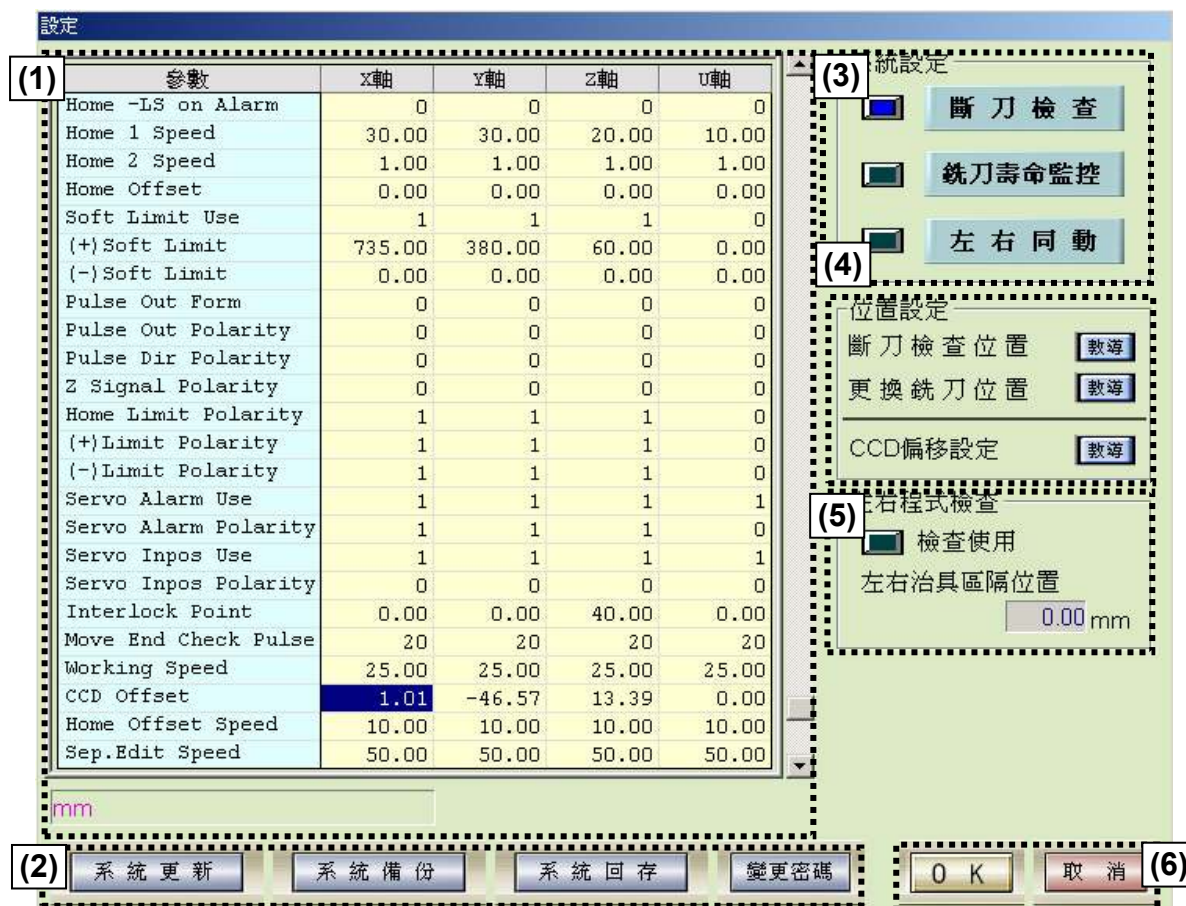 設定
(1)
參數 X軸 Y軸 Z軸 U軸
Home -LS on Alarm 0 0 0 0
Home 1 Speed 30.00 30.00 20.00 10.00
Home 2 Speed 1.00 1.00 1.00 1.00
Home Offset 0.00 0.00 0.00 0.00
Soft Limit Use 1 1 1 0
(+)Soft Limit 735.00 380.00 60.00 0.00
(-)Soft Limit 0.00 0.00 0.00 0.00
Pulse Out Form 0 0 0 0
Pulse Out Polarity 0 0 0 0
Pulse Dir Polarity 0 0 0 0
Z Signal Polarity 0 0 0 0
Home Limit Polarity 1 1 1 0
(+)Limit Polarity 1 1 1 0
(-)Limit Polarity 1 1 1 0
Servo Alarm Use 1 1 1 1
Servo Alarm Polarity 1 1 1 0
Servo Inpos Use 1 1 1 1
Servo Inpos Polarity 0 0 0 0
Interlock Point 0.00 0.00 40.00 0.00
Move End Check Pulse 20 20 20 20
Working Speed 25.00 25.00 25.00 25.00
CCD Offset 1.01 -46.57 13.39 0.00
Home Offset Speed 10.00 10.00 10.00 10.00
Sep.Edit Speed 50.00 50.00 50.00 50.00
mm
(3)
統設定
斷刀檢查
銑刀壽命監控
左右同動
(4)
位置設定
斷刀檢查位置 教導
更換銑刀位置 教導
CCD偏移設定 教導
(5)
右程式檢查
檢查使用
左右治具區隔位置
0.00 mm
(2)
系統更新 系統備份 系統回存 變更密碼
OK 取消
(6)